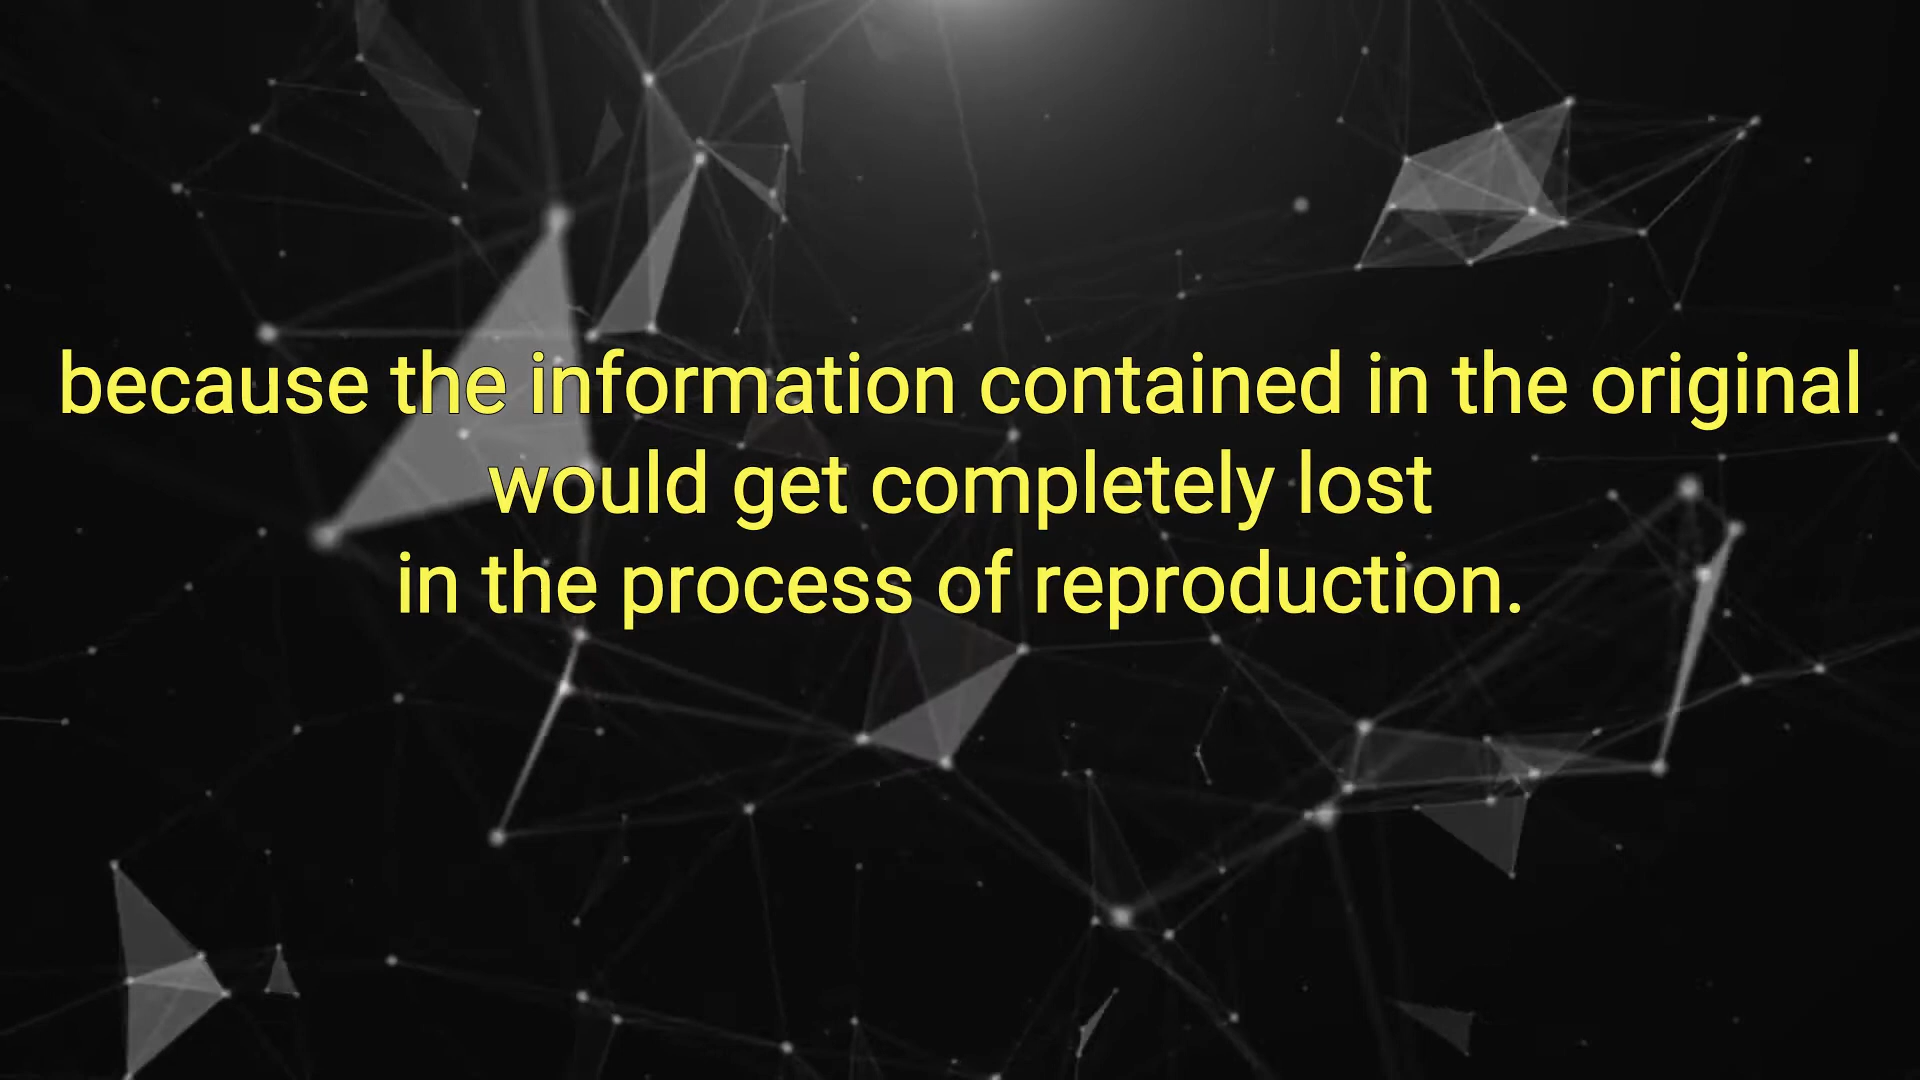 because the information contained in the original
would get completely lost
in the process of reproduction.